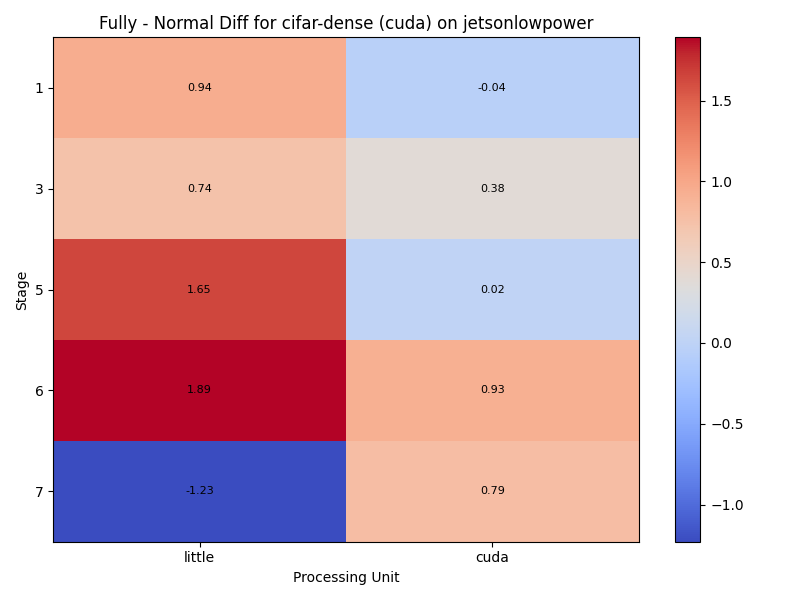 Fully - Normal Diff for cifar-dense (cuda) on jetsonlowpower
1 0.94 -0.04
3 0.74 0.38
5 1.65 0.02
6 1.89 0.93
7 -1.23 0.79
little cuda
Processing Unit
Stage
1.5
1.0
0.5
0.0
−0.5
−1.0